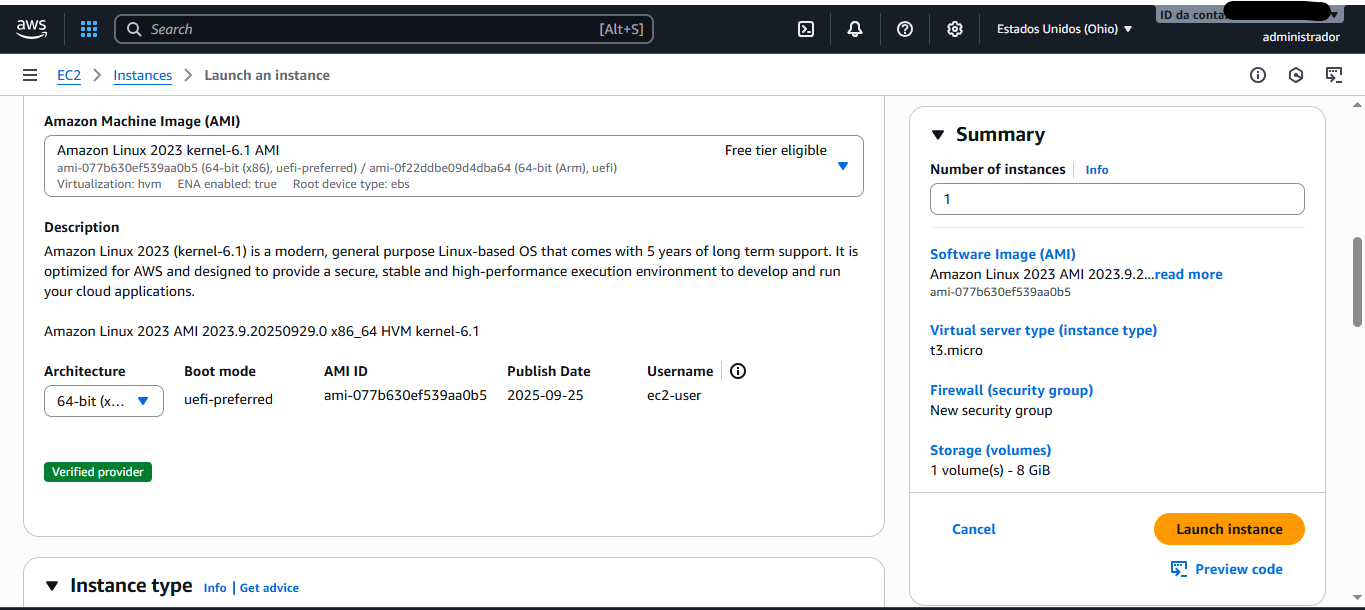 aws
Search [Alt+S]
Estados Unidos (Ohio)
ID da conta:
administrador
EC2 > Instances > Launch an instance
Amazon Machine Image (AMI)
Amazon Linux 2023 kernel-6.1 AMI
Free tier eligible
ami-077b630ef539aa0b5 (64-bit (x86), uefi-preferred) / ami-0f22ddbe09d4dba64 (64-bit (Arm), uefi)
Virtualization: hvm ENA enabled: true Root device type: ebs
Description
Amazon Linux 2023 (kernel-6.1) is a modern, general purpose Linux-based OS that comes with 5 years of long term support. It is
optimized for AWS and designed to provide a secure, stable and high-performance execution environment to develop and run
your cloud applications.
Amazon Linux 2023 AMI 2023.9.20250929.0 x86_64 HVM kernel-6.1
Architecture Boot mode AMI ID Publish Date Username
64-bit (x... uefi-preferred ami-077b630ef539aa0b5 2025-09-25 ec2-user
Verified provider
Instance type Info | Get advice
Summary
Number of instances Info
1
Software Image (AMI)
Amazon Linux 2023 AMI 2023.9.2...read more
ami-077b630ef539aa0b5
Virtual server type (instance type)
t3.micro
Firewall (security group)
New security group
Storage (volumes)
1 volume(s) - 8 GiB
Cancel Launch instance
Preview code